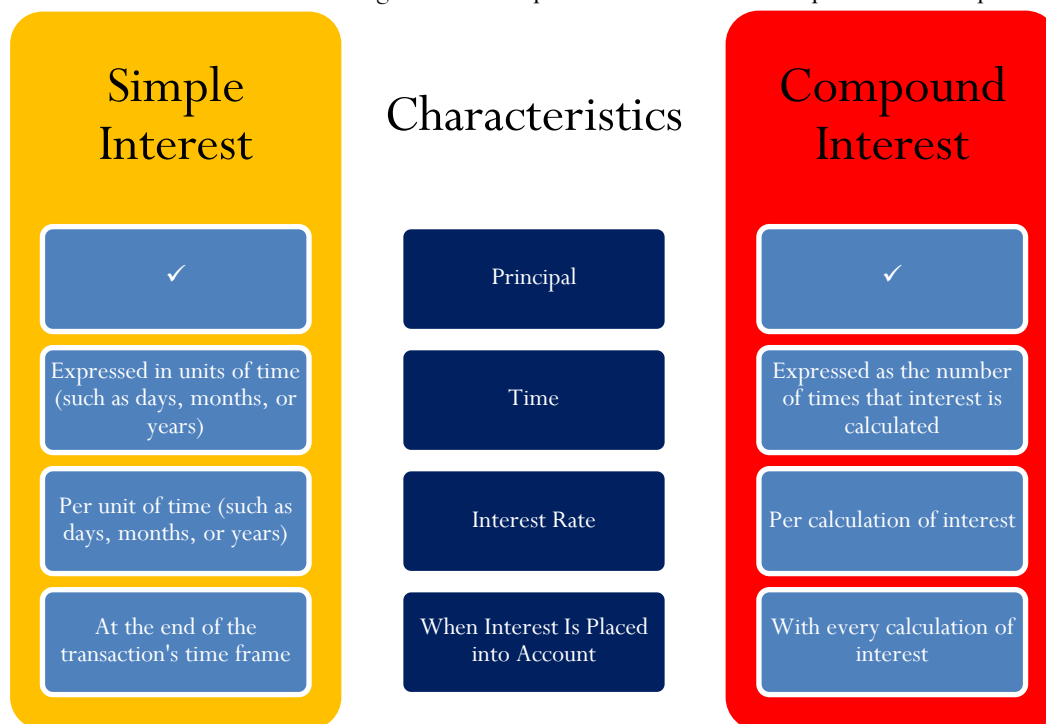 Simple
Interest
Characteristics
Compound
Interest
✓
Principal
✓
Expressed in units of time
(such as days, months, or
years)
Time
Expressed as the number
of times that interest is
calculated
Per unit of time (such as
days, months, or years)
Interest Rate
Per calculation of interest
At the end of the
transaction's time frame
When Interest Is Placed
into Account
With every calculation of
interest